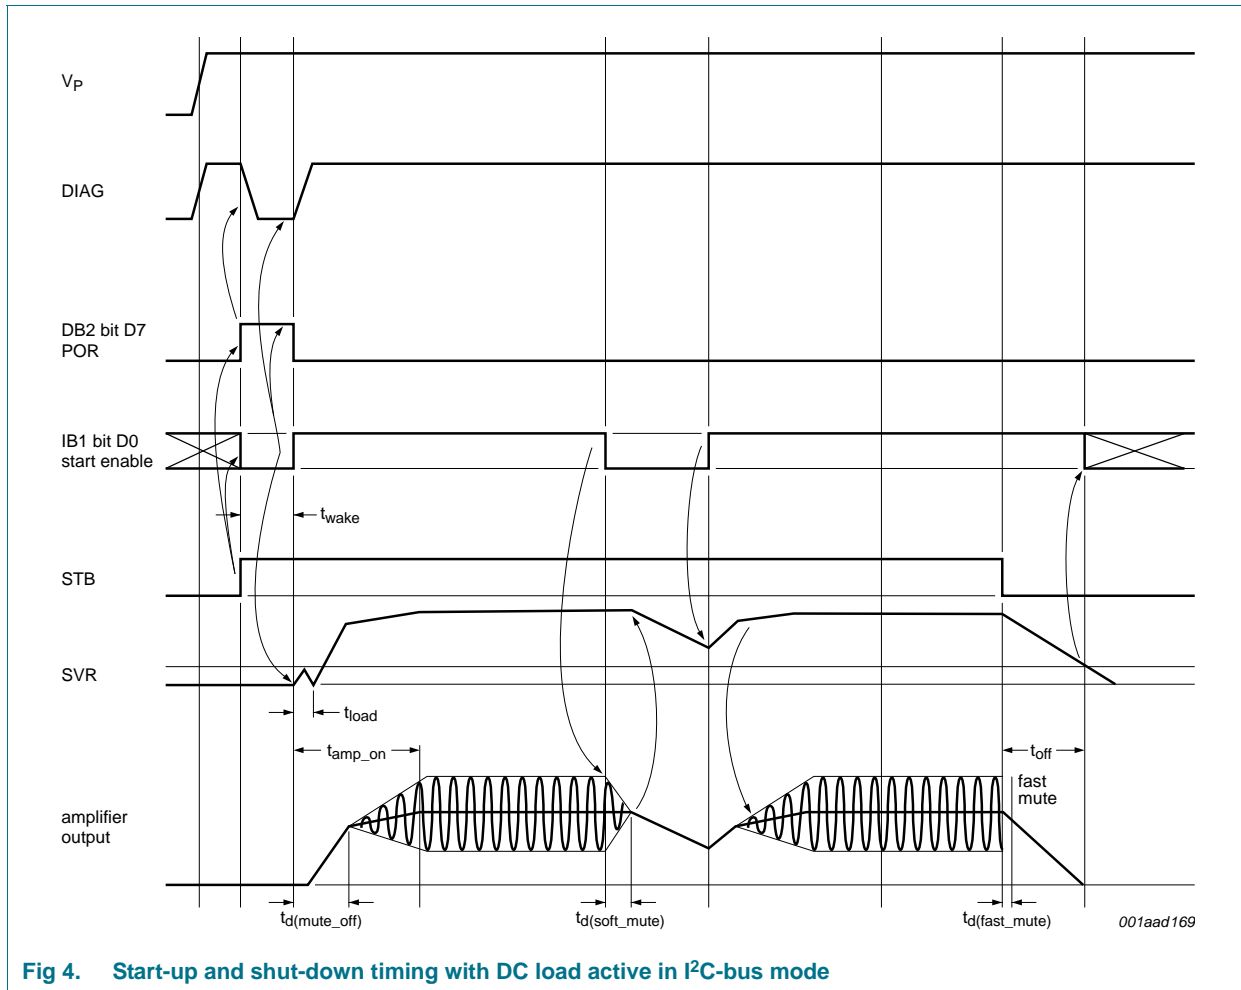 VP
DIAG
DB2 bit D7
POR
IB1 bit D0
start enable
twake
STB
SVR
tload
tamp_on
toff
fast
mute
amplifier
output
td(mute_off)
td(soft_mute)
td(fast_mute)
001aad169
Fig 4. Start-up and shut-down timing with DC load active in I²C-bus mode